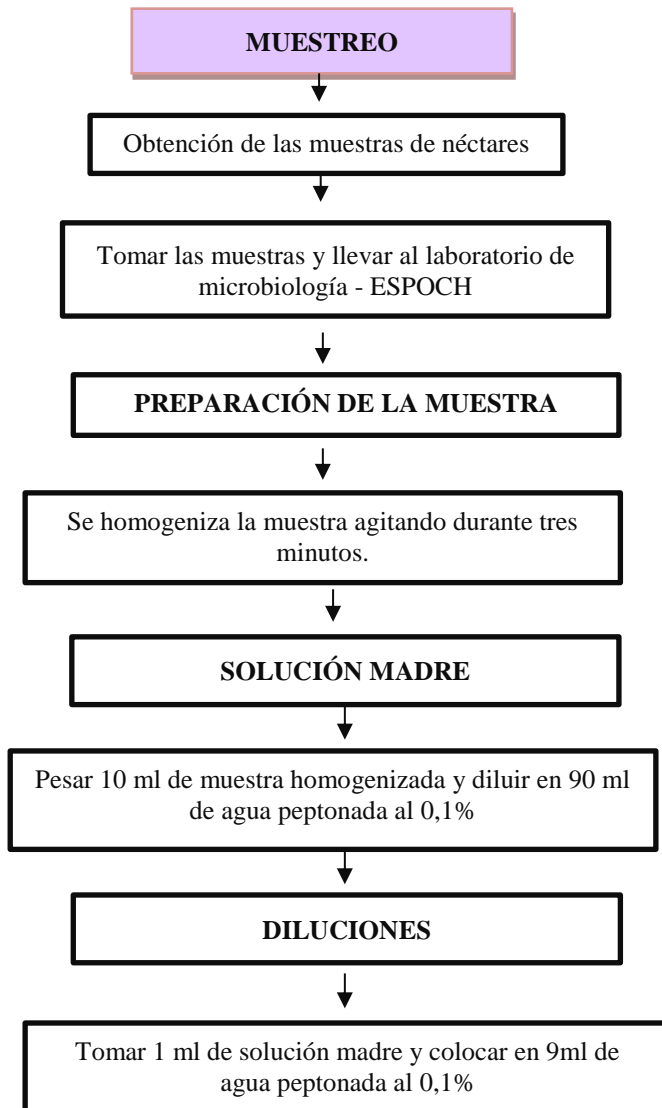 MUESTREO
Obtención de las muestras de néctares
Tomar las muestras y llevar al laboratorio de
microbiología - ESPOCH
PREPARACIÓN DE LA MUESTRA
Se homogeniza la muestra agitando durante tres
minutos.
SOLUCIÓN MADRE
Pesar 10 ml de muestra homogenizada y diluir en 90 ml
de agua peptonada al 0,1%
DILUCIONES
Tomar 1 ml de solución madre y colocar en 9ml de
agua peptonada al 0,1%